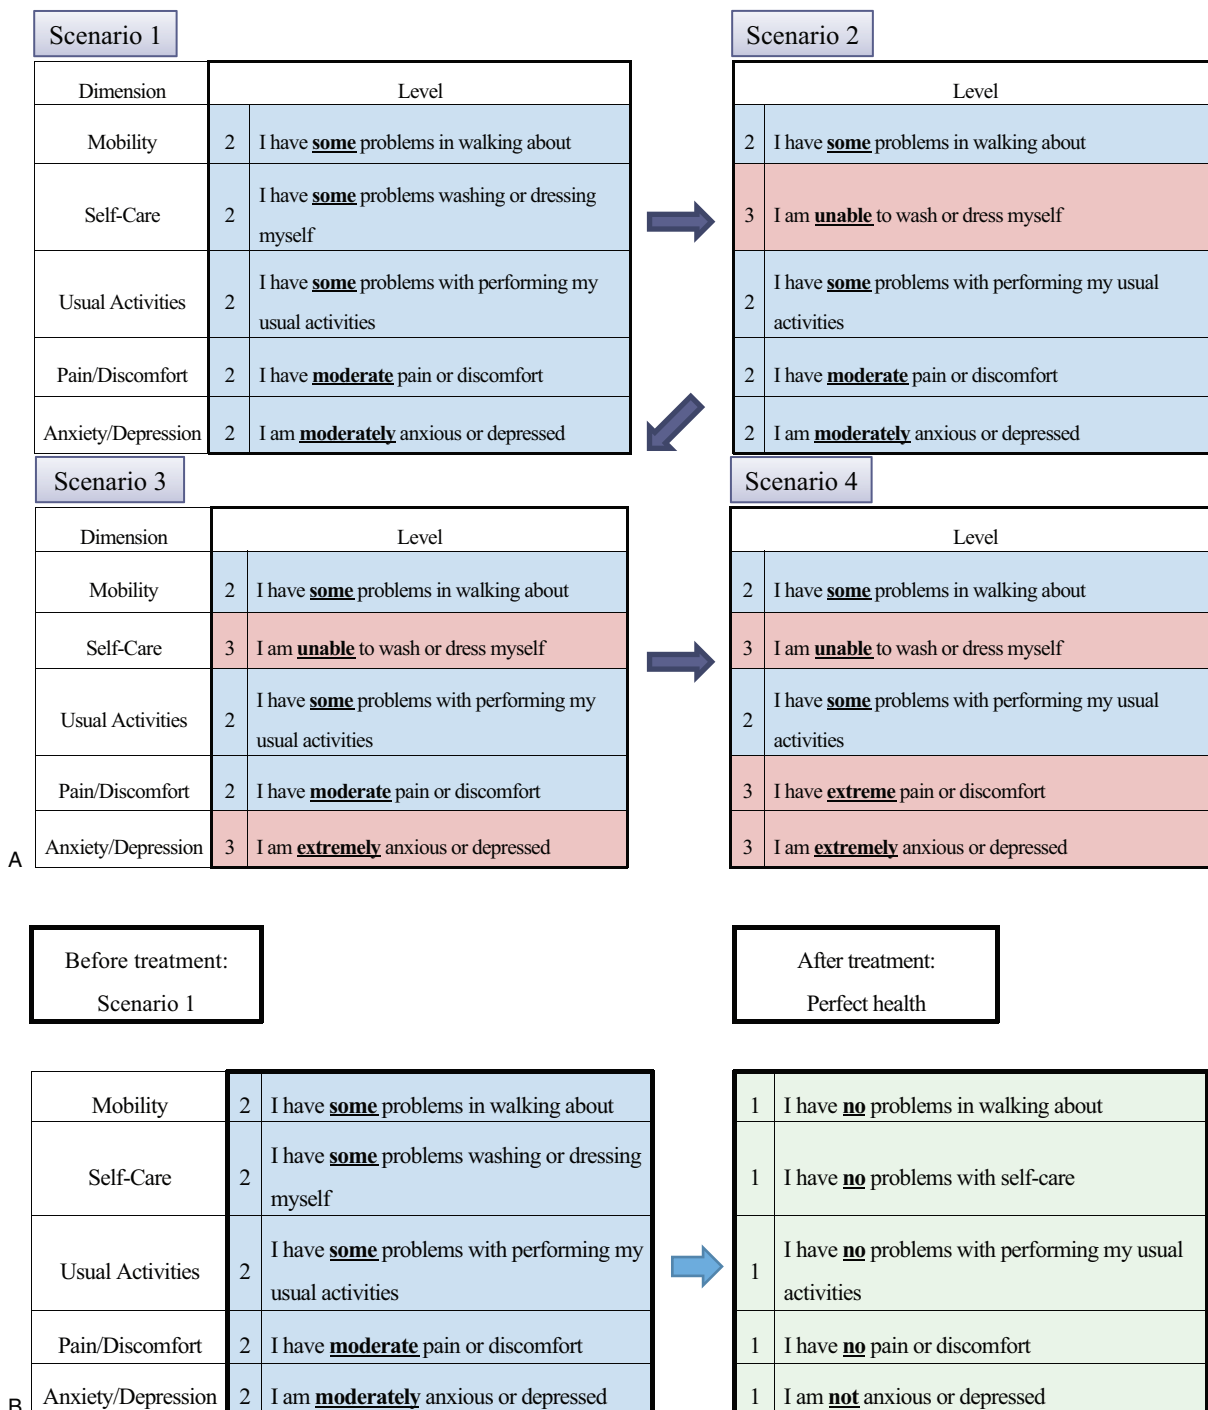 Scenario 1
Dimension Level
Mobility 2 I have some problems in walking about
Self-Care 2 I have some problems washing or dressing
myself
Usual Activities 2 I have some problems with performing my
usual activities
Pain/Discomfort 2 I have moderate pain or discomfort
Anxiety/Depression 2 I am moderately anxious or depressed
Scenario 2
Level
2 I have some problems in walking about
3 I am unable to wash or dress myself
2 I have some problems with performing my usual
activities
2 I have moderate pain or discomfort
2 I am moderately anxious or depressed
Scenario 3
Dimension Level
Mobility 2 I have some problems in walking about
Self-Care 3 I am unable to wash or dress myself
Usual Activities 2 I have some problems with performing my
usual activities
Pain/Discomfort 2 I have moderate pain or discomfort
Anxiety/Depression 3 I am extremely anxious or depressed
Scenario 4
Level
2 I have some problems in walking about
3 I am unable to wash or dress myself
2 I have some problems with performing my usual
activities
3 I have extreme pain or discomfort
3 I am extremely anxious or depressed
A
Before treatment:
Scenario 1
After treatment:
Perfect health
Mobility 2 I have some problems in walking about
Self-Care 2 I have some problems washing or dressing
myself
Usual Activities 2 I have some problems with performing my
usual activities
Pain/Discomfort 2 I have moderate pain or discomfort
Anxiety/Depression 2 I am moderately anxious or depressed
1 I have no problems in walking about
1 I have no problems with self-care
1 I have no problems with performing my usual
activities
1 I have no pain or discomfort
1 I am not anxious or depressed
B